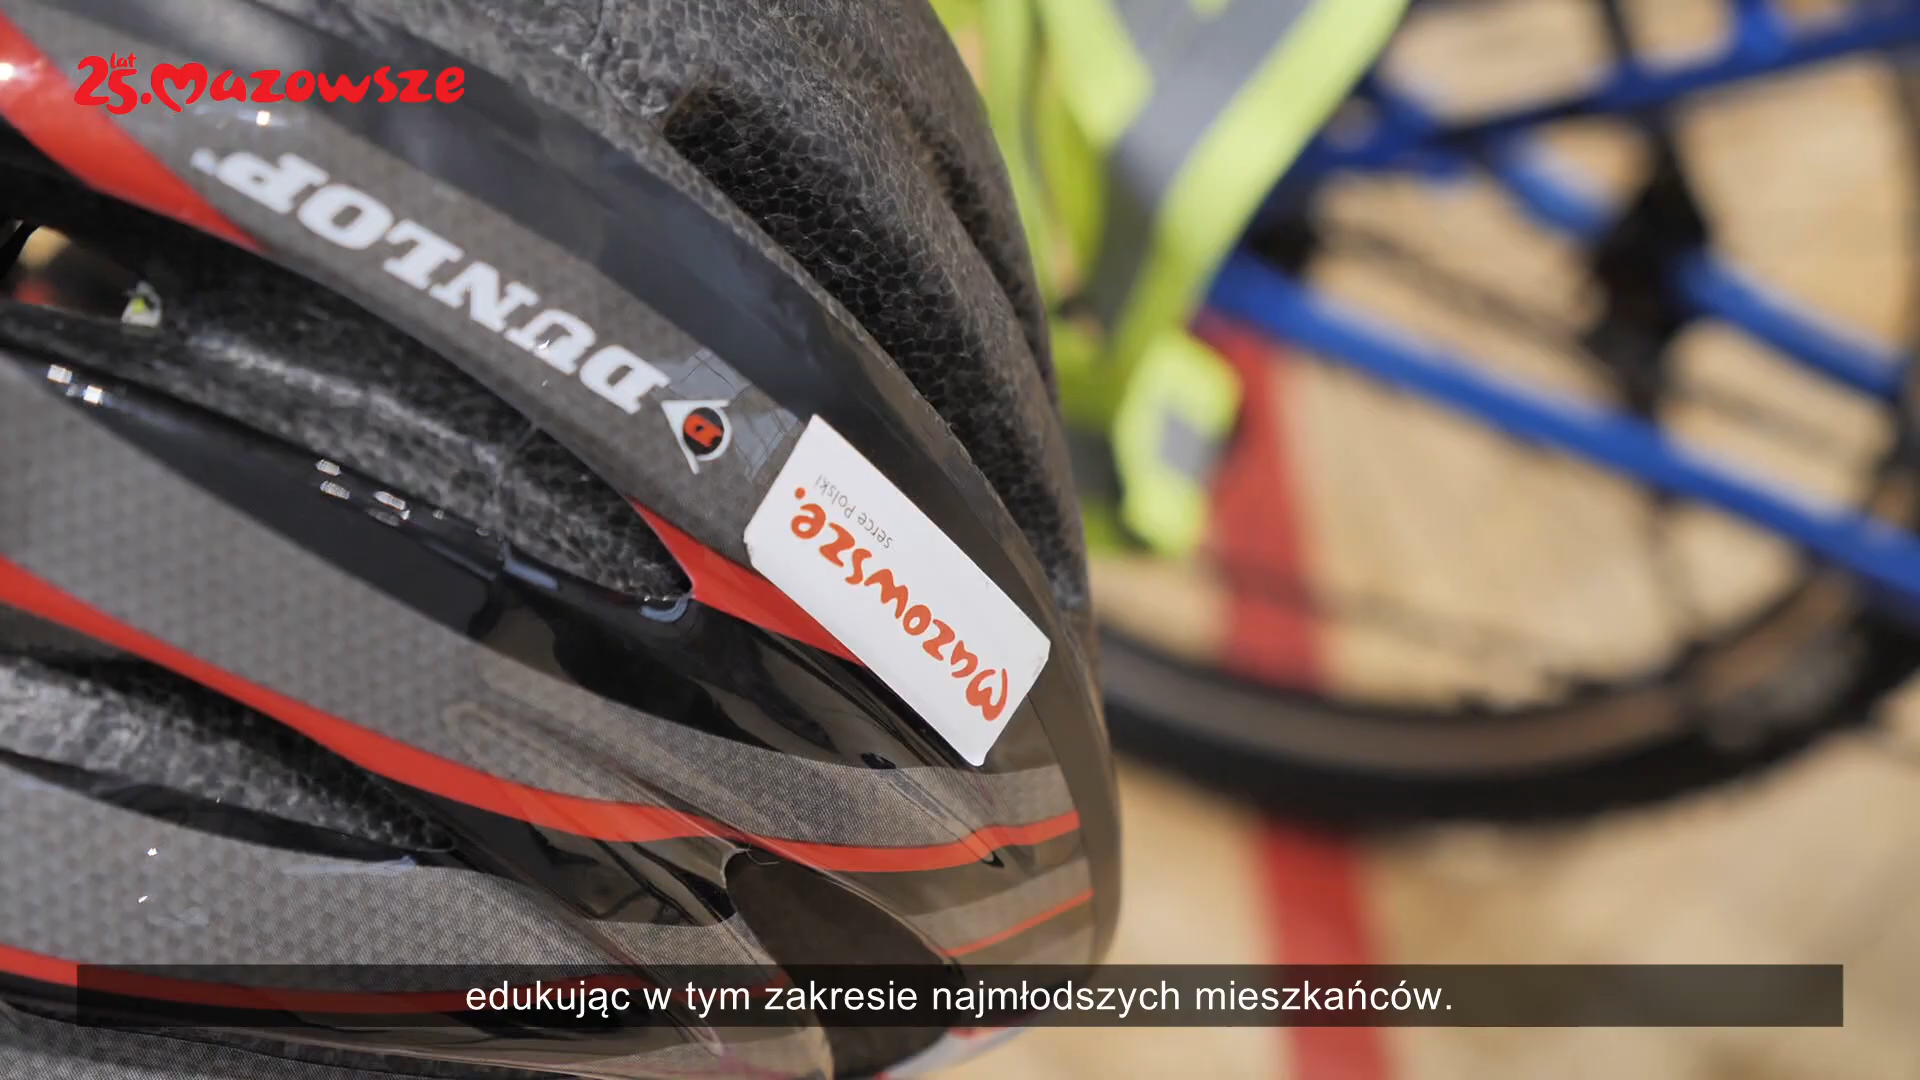 25 lat. Mazowsze
DUNLOP
D
Mazowsze.
serce Polski
edukując w tym zakresie najmłodszych mieszkańców.